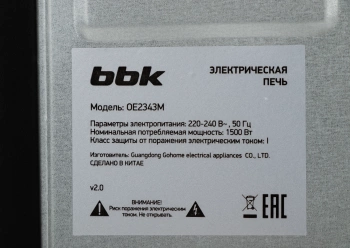 bbk
ЭЛЕКТРИЧЕСКАЯ
ПЕЧЬ
Модель: OE2343M
Параметры электропитания: 220-240 В~, 50 Гц
Номинальная потребляемая мощность: 1500 Вт
Класс защиты от поражения электрическим током: I
Изготовитель: Guangdong Gohome electrical appliances CO., LTD.
СДЕЛАНО В КИТАЕ
v2.0
ВНИМАНИЕ!
Риск поражения электрическим
током. Не открывать.
EAC